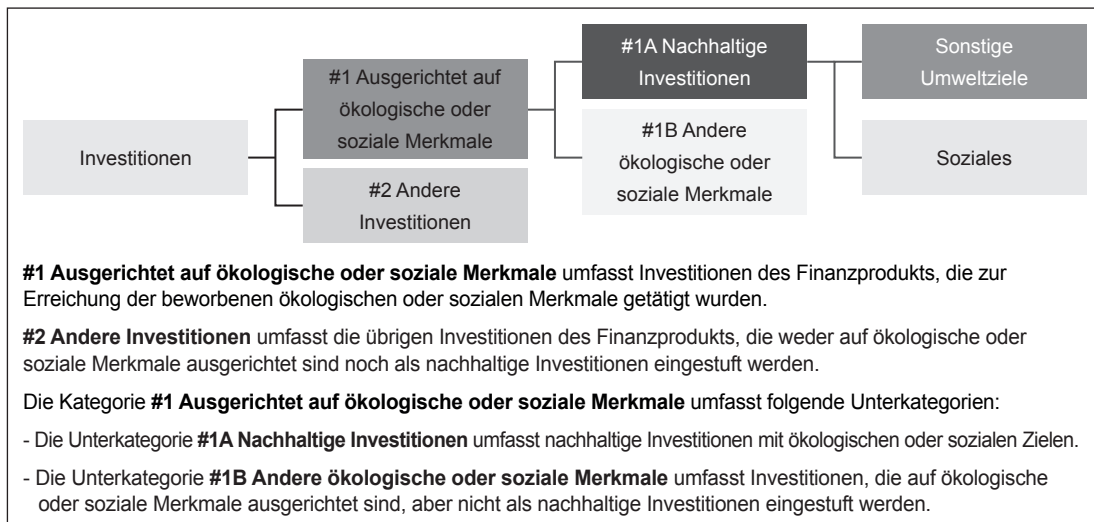 #1A Nachhaltige
Investitionen
Sonstige
Umweltziele
#1 Ausgerichtet auf
ökologische oder
soziale Merkmale
#1B Andere
ökologische oder
soziale Merkmale
Investitionen
Soziales
#2 Andere
Investitionen
#1 Ausgerichtet auf ökologische oder soziale Merkmale umfasst Investitionen des Finanzprodukts, die zur
Erreichung der beworbenen ökologischen oder sozialen Merkmale getätigt wurden.
#2 Andere Investitionen umfasst die übrigen Investitionen des Finanzprodukts, die weder auf ökologische oder
soziale Merkmale ausgerichtet sind noch als nachhaltige Investitionen eingestuft werden.
Die Kategorie #1 Ausgerichtet auf ökologische oder soziale Merkmale umfasst folgende Unterkategorien:
- Die Unterkategorie #1A Nachhaltige Investitionen umfasst nachhaltige Investitionen mit ökologischen oder sozialen Zielen.
- Die Unterkategorie #1B Andere ökologische oder soziale Merkmale umfasst Investitionen, die auf ökologische
oder soziale Merkmale ausgerichtet sind, aber nicht als nachhaltige Investitionen eingestuft werden.